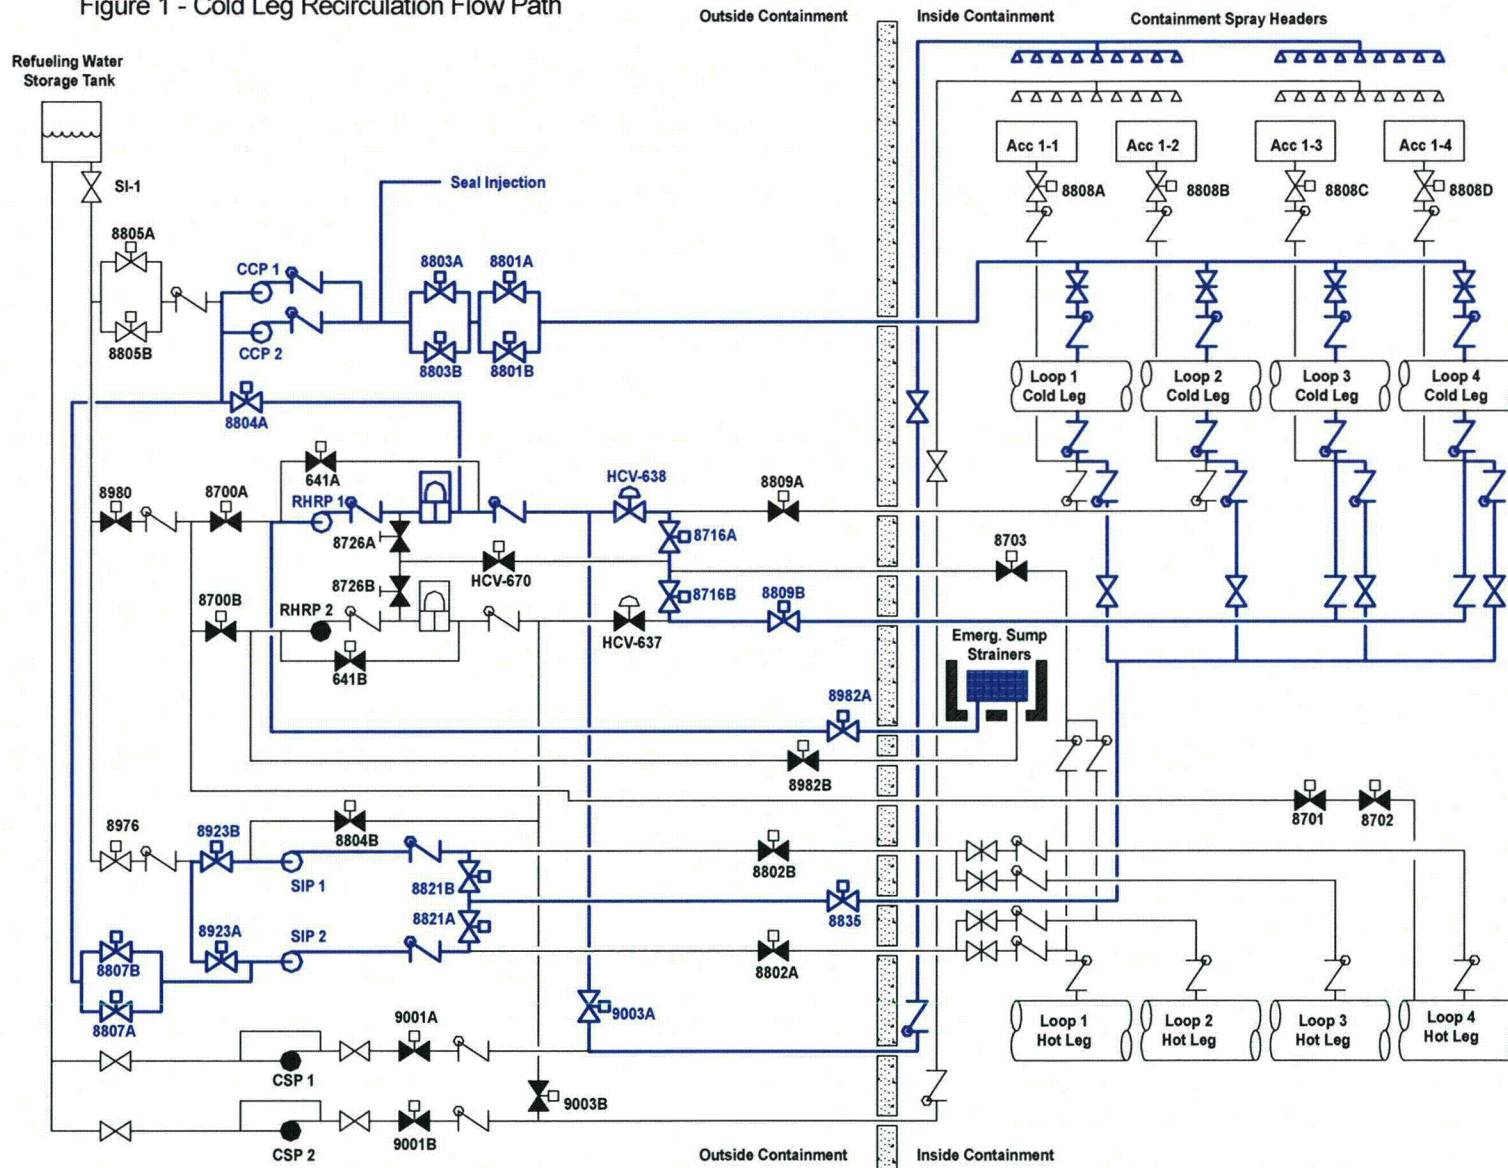 Figure 1 - Cold Leg Recirculation Flow Path
Outside Containment
Inside Containment
Containment Spray Headers
Refueling Water
Storage Tank
SI-1
Seal Injection
Acc 1-1
Acc 1-2
Acc 1-3
Acc 1-4
8808A
8808B
8808C
8808D
8805A
8805B
CCP 1
CCP 2
8803A
8801A
8803B
8801B
8804A
Loop 1
Cold Leg
Loop 2
Cold Leg
Loop 3
Cold Leg
Loop 4
Cold Leg
641A
HCV-638
8809A
8980
8700A
RHRP 1
8726A
8716A
8703
HCV-670
8726B
8716B
8809B
8700B
RHRP 2
HCV-637
641B
Emerg. Sump
Strainers
8982A
8982B
8701
8702
8804B
8976
8923B
SIP 1
8821B
8802B
8835
8821A
8923A
SIP 2
8802A
8807B
8807A
9003A
9001A
CSP 1
9003B
9001B
CSP 2
Loop 1
Hot Leg
Loop 2
Hot Leg
Loop 3
Hot Leg
Loop 4
Hot Leg
Outside Containment
Inside Containment